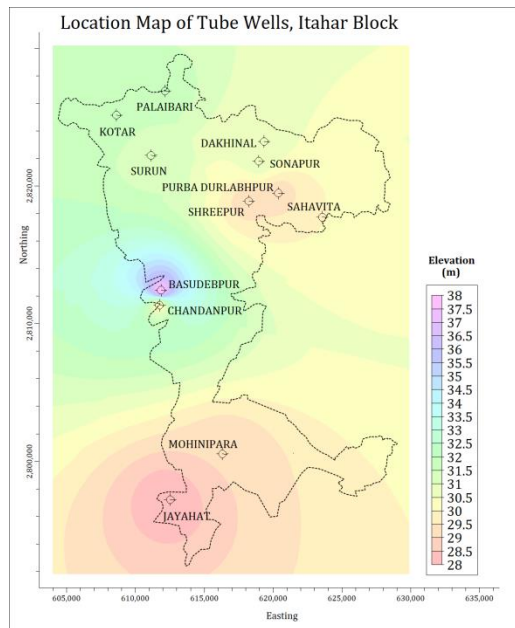 Location Map of Tube Wells, Itahar Block
PALAIBARI
KOTAR
DAKHINAL
SURUN
SONAPUR
PURBA DURLABHPUR
SAHAVITA
SHREEPUR
BASUDEBPUR
CHANDANPUR
MOHINIPARA
JAYAHAT
Northing
2,820,000
2,810,000
2,800,000
605,000
610,000
615,000
620,000
625,000
630,000
635,000
Easting
Elevation
(m)
38
37.5
37
36.5
36
35.5
35
34.5
34
33.5
33
32.5
32
31.5
31
30.5
30
29.5
29
28.5
28